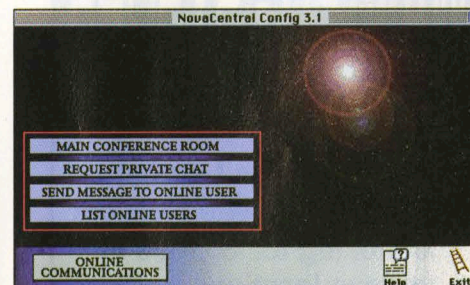 NovaCentral Config 3.1
MAIN CONFERENCE ROOM
REQUEST PRIVATE CHAT
SEND MESSAGE TO ONLINE USER
LIST ONLINE USERS
ONLINE
COMMUNICATIONS
Help
Exit